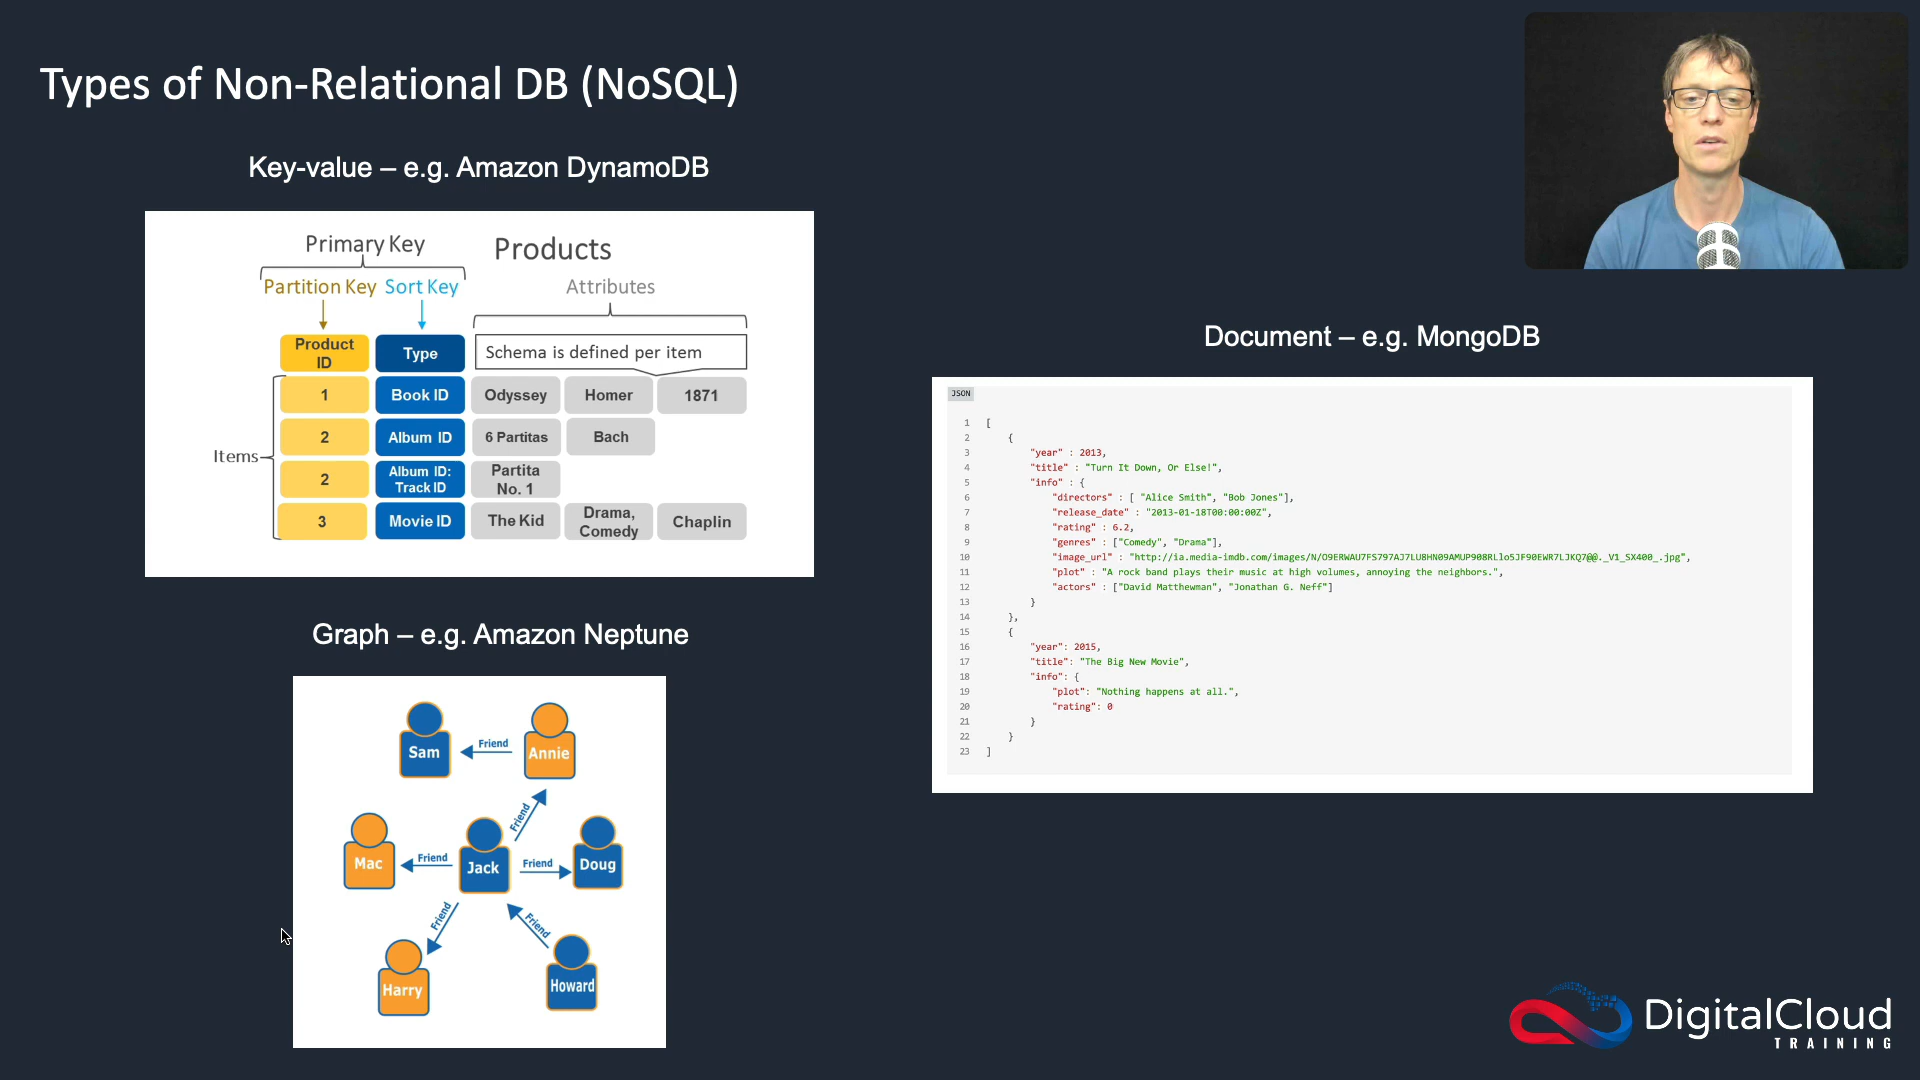 Types of Non-Relational DB (NoSQL)
Key-value – e.g. Amazon DynamoDB
Primary Key
Products
Partition Key
Sort Key
Attributes
Product
ID
Type
Schema is defined per item
Items
1
Book ID
Odyssey
Homer
1871
2
Album ID
6 Partitas
Bach
2
Album ID:
Track ID
Partita
No. 1
3
Movie ID
The Kid
Drama,
Comedy
Chaplin
Graph – e.g. Amazon Neptune
Sam
Friend
Annie
Friend
Mac
Friend
Jack
Friend
Doug
Friend
Friend
Harry
Howard
Document – e.g. MongoDB
JSON
1 [
2 {
3 "year" : 2013,
4 "title" : "Turn It Down, Or Else!",
5 "info" : {
6 "directors" : [ "Alice Smith", "Bob Jones"],
7 "release_date" : "2013-01-18T00:00:00Z",
8 "rating" : 6.2,
9 "genres" : ["Comedy", "Drama"],
10 "image_url" : "http://ia.media-imdb.com/images/N/O9ERWAU7FS797AJ7LU8HN09AMUP908RLlo5JF90EWR7LJKQ7@@._V1_SX400_.jpg",
11 "plot" : "A rock band plays their music at high volumes, annoying the neighbors.",
12 "actors" : ["David Matthewman", "Jonathan G. Neff"]
13 }
14 },
15 {
16 "year": 2015,
17 "title": "The Big New Movie",
18 "info": {
19 "plot": "Nothing happens at all.",
20 "rating": 0
21 }
22 }
23 ]
DigitalCloud
TRAINING